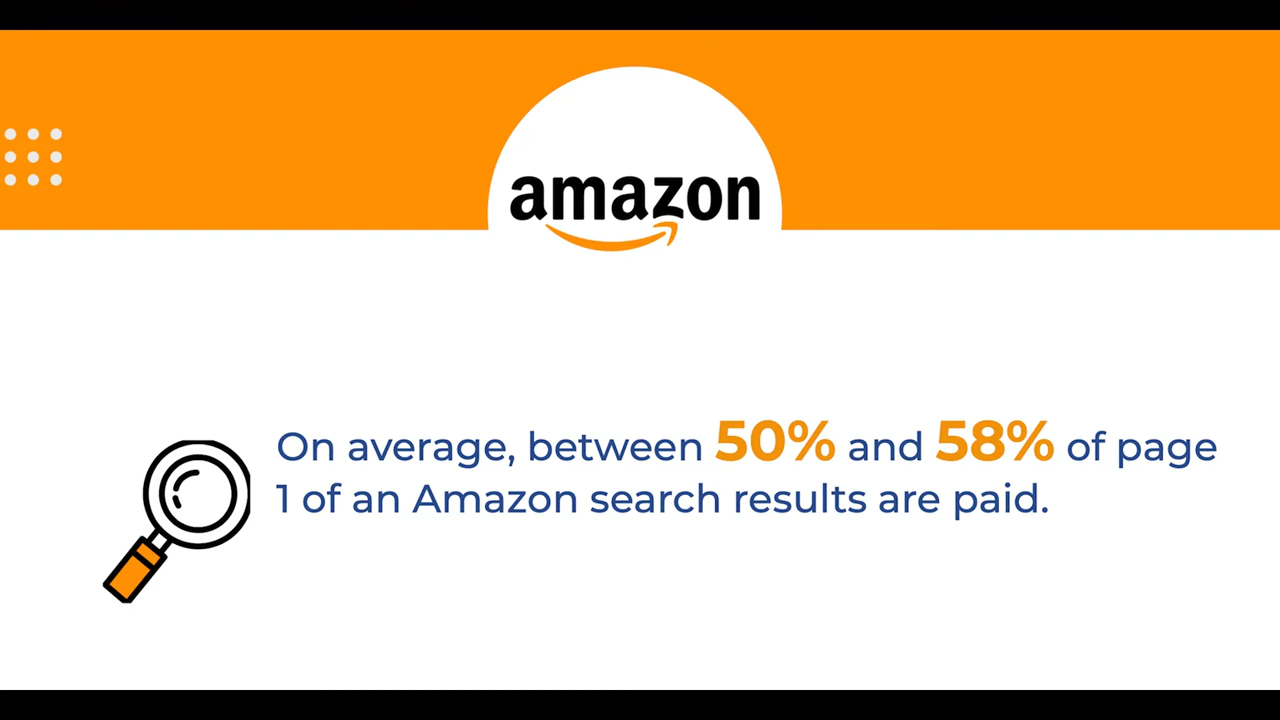 amazon
On average, between 50% and 58% of page
1 of an Amazon search results are paid.